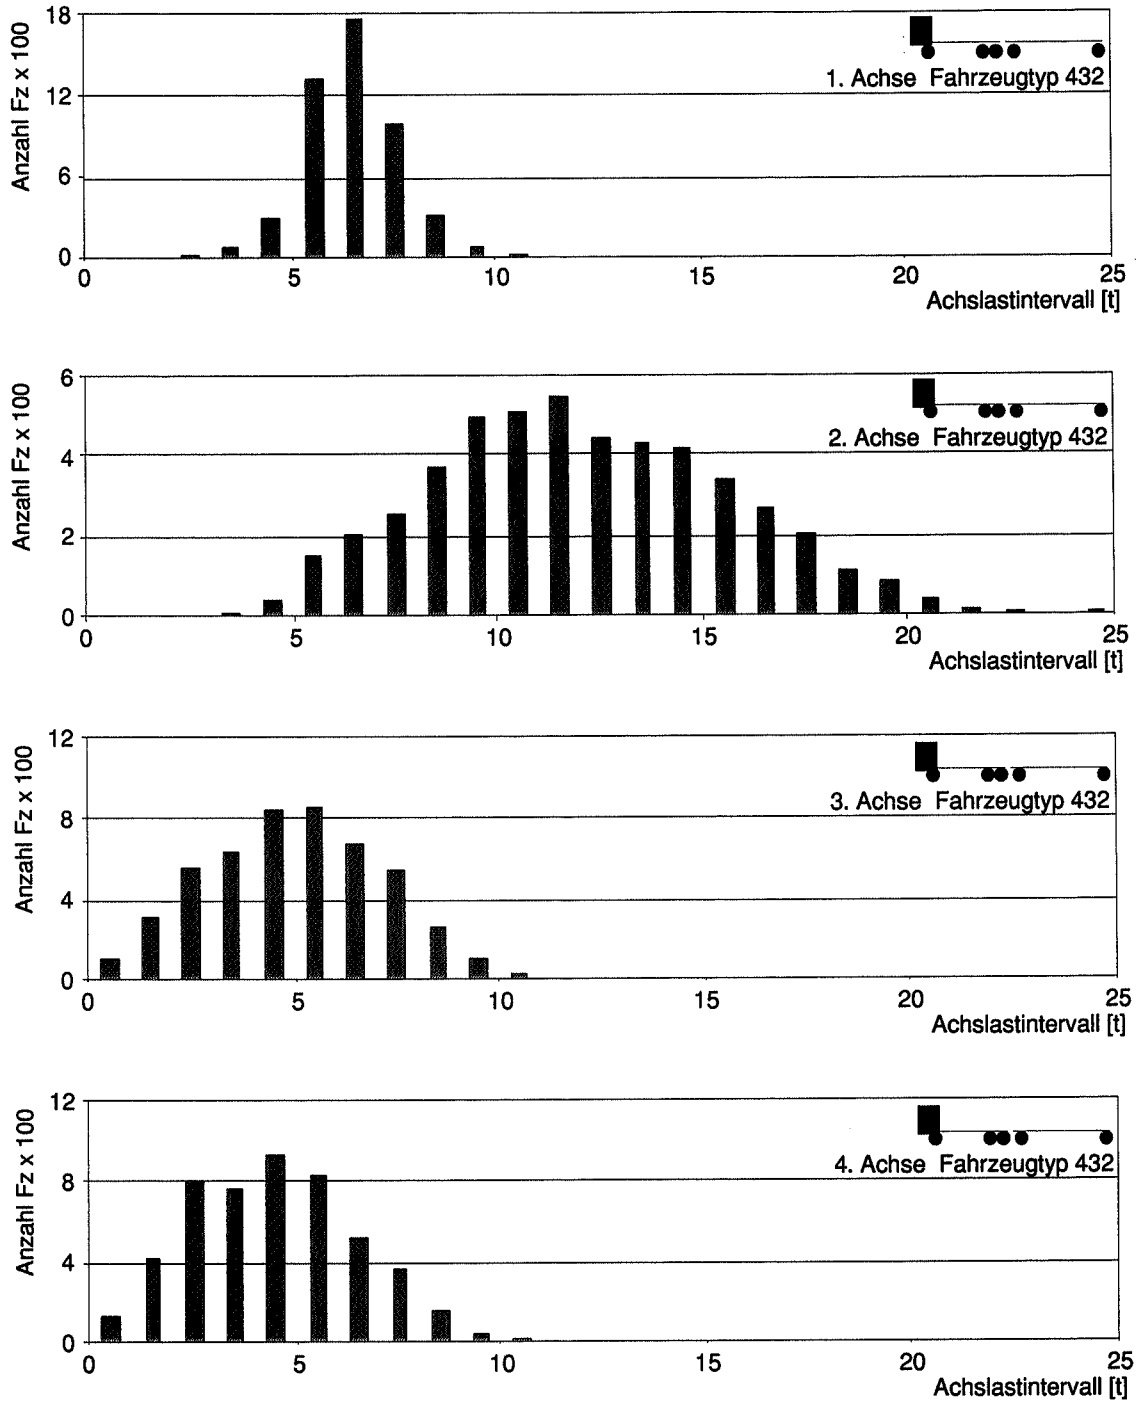 Anzahl Fz x 100
18
12
6
0
1. Achse Fahrzeugtyp 432
0 5 10 15 20 25
Achslastintervall [t]
Anzahl Fz x 100
6
4
2
0
2. Achse Fahrzeugtyp 432
0 5 10 15 20 25
Achslastintervall [t]
Anzahl Fz x 100
12
8
4
0
3. Achse Fahrzeugtyp 432
0 5 10 15 20 25
Achslastintervall [t]
Anzahl Fz x 100
12
8
4
0
4. Achse Fahrzeugtyp 432
0 5 10 15 20 25
Achslastintervall [t]